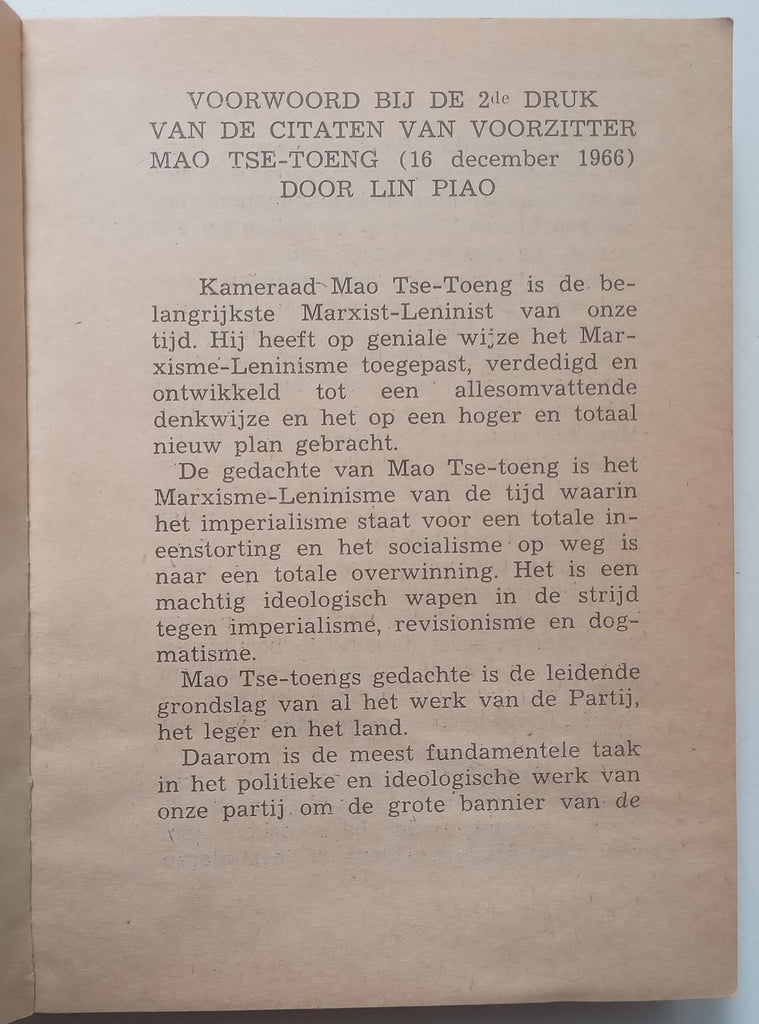 VOORWOORD BIJ DE 2de DRUK
VAN DE CITATEN VAN VOORZITTER
MAO TSE-TOENG (16 december 1966)
DOOR LIN PIAO
Kameraad Mao Tse-Toeng is de be-
langrijkste Marxist-Leninist van onze
tijd. Hij heeft op geniale wijze het Mar-
xisme-Leninisme toegepast, verdedigd en
ontwikkeld tot een allesomvattende
denkwijze en het op een hoger en totaal
nieuw plan gebracht.
De gedachte van Mao Tse-toeng is het
Marxisme-Leninisme van de tijd waarin
het imperialisme staat voor een totale in-
eenstorting en het socialisme op weg is
naar een totale overwinning. Het is een
machtig ideologisch wapen in de strijd
tegen imperialisme, revisionisme en dog-
matisme.
Mao Tse-toengs gedachte is de leidende
grondslag van al het werk van de Partij,
het leger en het land.
Daarom is de meest fundamentele taak
in het politieke en ideologische werk van
onze partij om de grote bannier van de